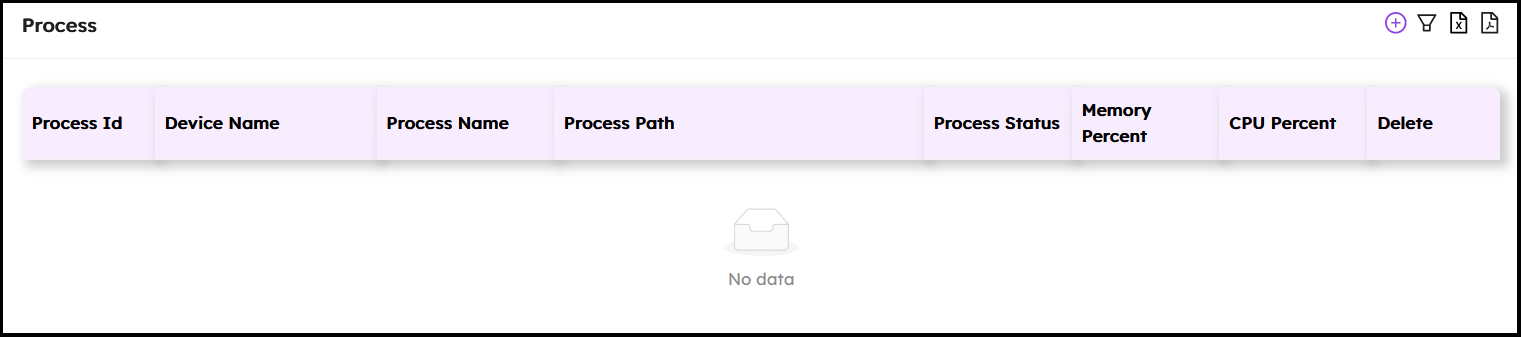 Process
Process Id
Device Name
Process Name
Process Path
Process Status
Memory
Percent
CPU Percent
Delete
No data